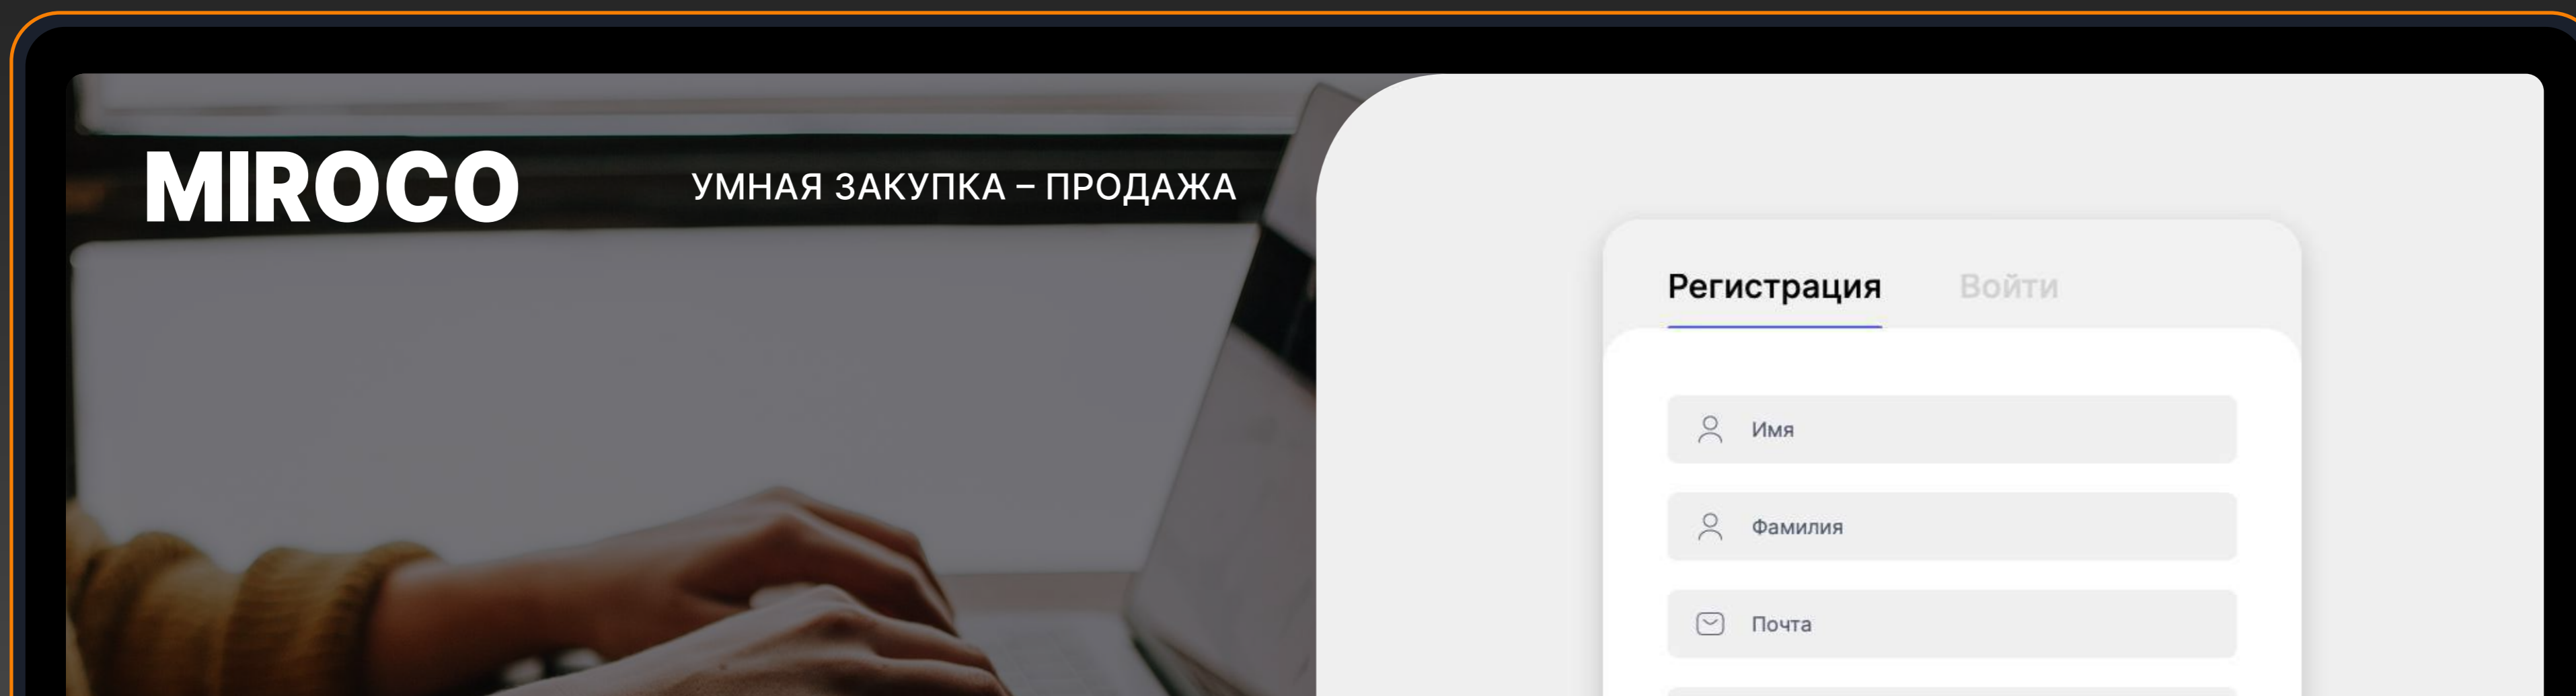 MIROCO
УМНАЯ ЗАКУПКА – ПРОДАЖА
Регистрация Войти
Имя
Фамилия
Почта